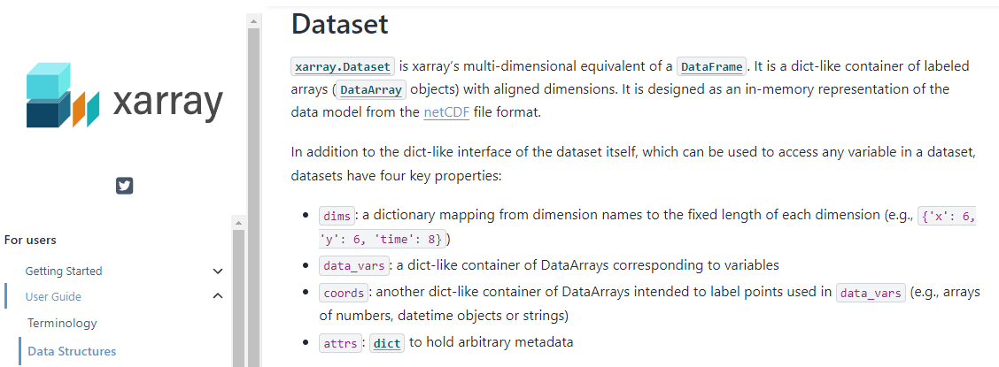 xarray
For users
Getting Started
User Guide
Terminology
Data Structures
Dataset
xarray.Dataset is xarray’s multi-dimensional equivalent of a DataFrame. It is a dict-like container of labeled
arrays (DataArray objects) with aligned dimensions. It is designed as an in-memory representation of the
data model from the netCDF file format.
In addition to the dict-like interface of the dataset itself, which can be used to access any variable in a dataset,
datasets have four key properties:
• dims: a dictionary mapping from dimension names to the fixed length of each dimension (e.g., {'x': 6,
'y': 6, 'time': 8})
• data_vars: a dict-like container of DataArrays corresponding to variables
• coords: another dict-like container of DataArrays intended to label points used in data_vars (e.g., arrays
of numbers, datetime objects or strings)
• attrs: dict to hold arbitrary metadata